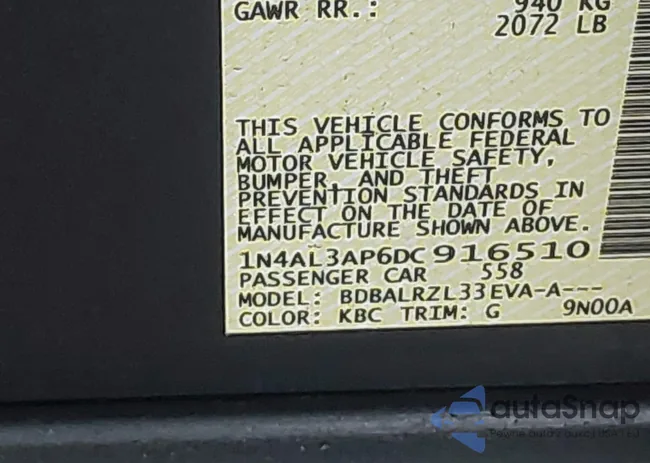 GAWR RR.: 940 KG
2072 LB
THIS VEHICLE CONFORMS TO
ALL APPLICABLE FEDERAL
MOTOR VEHICLE SAFETY,
BUMPER, AND THEFT
PREVENTION STANDARDS IN
EFFECT ON THE DATE OF
MANUFACTURE SHOWN ABOVE.
1N4AL3AP6DC916510
PASSENGER CAR 558
MODEL: BDBALRZL33EVA-A---
COLOR: KBC TRIM: G 9N00A
autoSnap